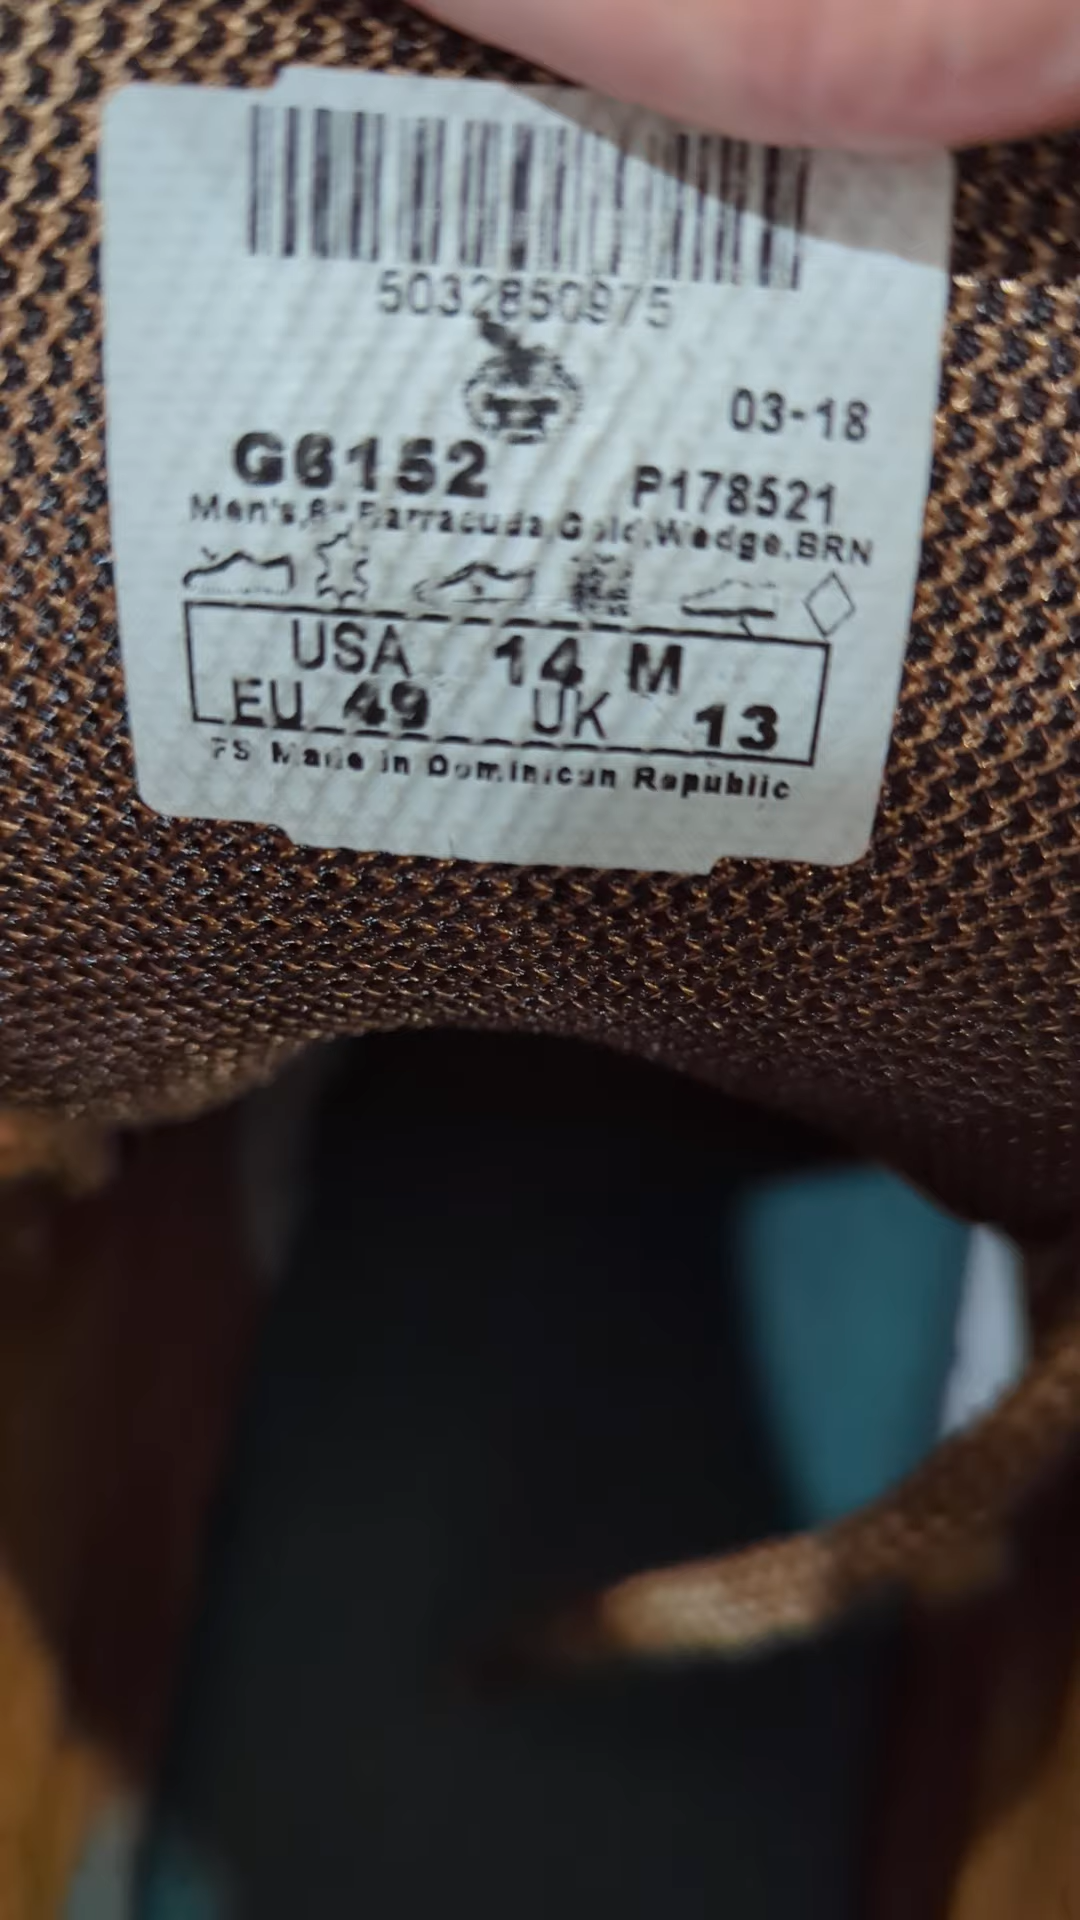 5032850975
03-18
G6152
P178521
Men's,6" Barracuda,Gold,Wedge,BRN
USA 14 M
EU 49 UK 13
FS Made in Dominican Republic